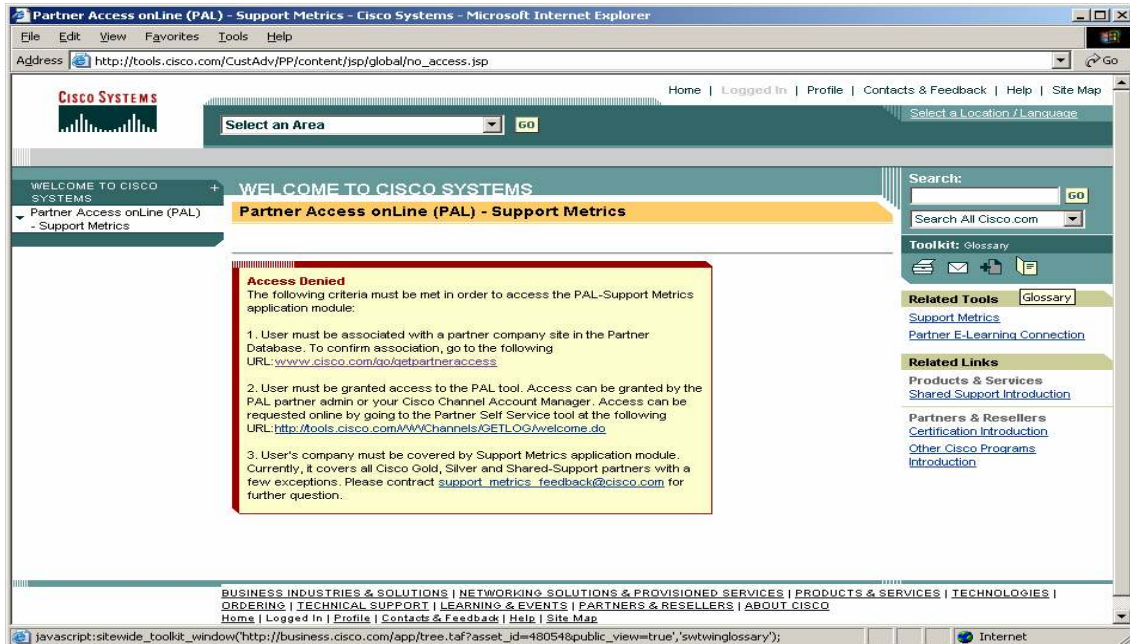 Partner Access onLine (PAL) - Support Metrics - Cisco Systems - Microsoft Internet Explorer
File Edit View Favorites Tools Help
Address http://tools.cisco.com/CustAdv/PP/content/jsp/global/no_access.jsp Go
CISCO SYSTEMS
Home | Logged In | Profile | Contacts & Feedback | Help | Site Map
Select an Area GO
Select a Location / Language
WELCOME TO CISCO SYSTEMS +
Partner Access onLine (PAL)
- Support Metrics
WELCOME TO CISCO SYSTEMS
Partner Access onLine (PAL) - Support Metrics
Access Denied
The following criteria must be met in order to access the PAL-Support Metrics
application module:
1. User must be associated with a partner company site in the Partner
Database. To confirm association, go to the following
URL:www.cisco.com/go/getpartneraccess
2. User must be granted access to the PAL tool. Access can be granted by the
PAL partner admin or your Cisco Channel Account Manager. Access can be
requested online by going to the Partner Self Service tool at the following
URL:http://tools.cisco.com/WWChannels/GETLOG/welcome.do
3. User's company must be covered by Support Metrics application module.
Currently, it covers all Cisco Gold, Silver and Shared-Support partners with a
few exceptions. Please contract support_metrics_feedback@cisco.com for
further question.
Search:
GO
Search All Cisco.com
Toolkit: Glossary
Glossary
Related Tools
Support Metrics
Partner E-Learning Connection
Related Links
Products & Services
Shared Support Introduction
Partners & Resellers
Certification Introduction
Other Cisco Programs
Introduction
BUSINESS INDUSTRIES & SOLUTIONS | NETWORKING SOLUTIONS & PROVISIONED SERVICES | PRODUCTS & SERVICES | TECHNOLOGIES |
ORDERING | TECHNICAL SUPPORT | LEARNING & EVENTS | PARTNERS & RESELLERS | ABOUT CISCO
Home | Logged In | Profile | Contacts & Feedback | Help | Site Map
javascript:sitewide_toolkit_window('http://business.cisco.com/app/tree.taf?asset_id=48054&public_view=true','swtwinglossary'); Internet